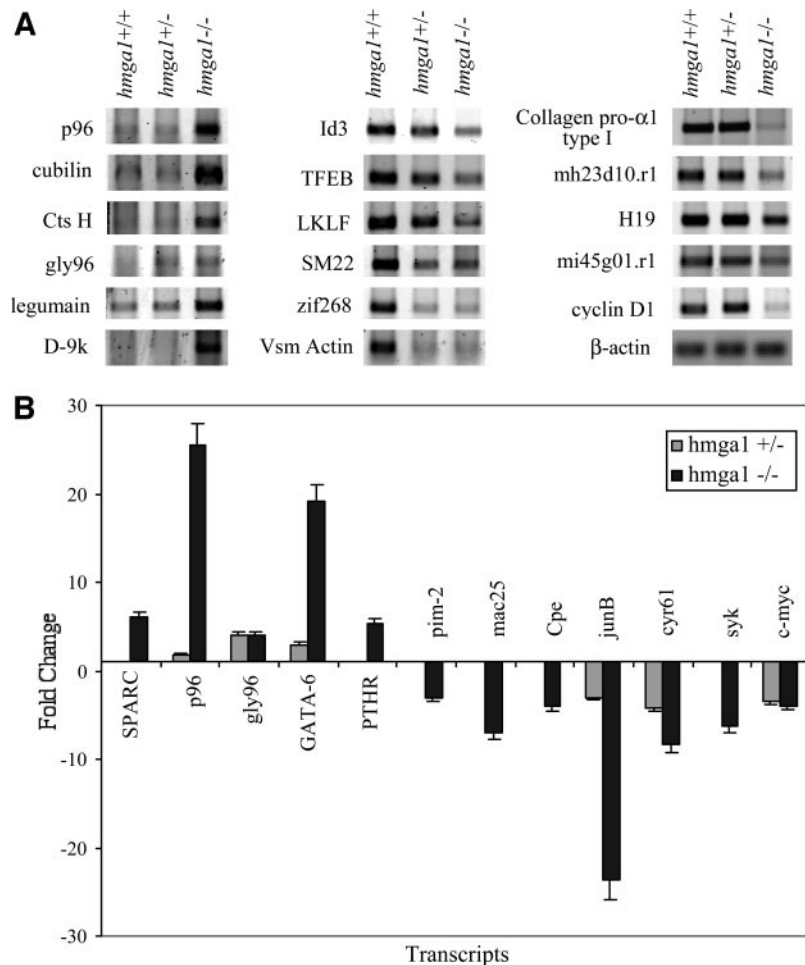 A
hmga1+/+
hmga1+/-
hmga1-/-
p96
cubilin
Cts H
gly96
legumain
D-9k
hmga1+/+
hmga1+/-
hmga1-/-
Id3
TFEB
LKLF
SM22
zif268
Vsm Actin
hmga1+/+
hmga1+/-
hmga1-/-
Collagen pro-α1
type I
mh23d10.r1
H19
mi45g01.r1
cyclin D1
β-actin
B
Fold Change
30
20
10
0
-10
-20
-30
hmga1 +/-
hmga1 -/-
SPARC
p96
gly96
GATA-6
PTHR
pim-2
mac25
Cpe
junB
cyr61
syk
c-myc
Transcripts